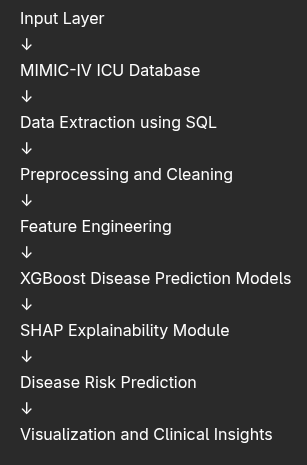 Input Layer
↓
MIMIC-IV ICU Database
↓
Data Extraction using SQL
↓
Preprocessing and Cleaning
↓
Feature Engineering
↓
XGBoost Disease Prediction Models
↓
SHAP Explainability Module
↓
Disease Risk Prediction
↓
Visualization and Clinical Insights